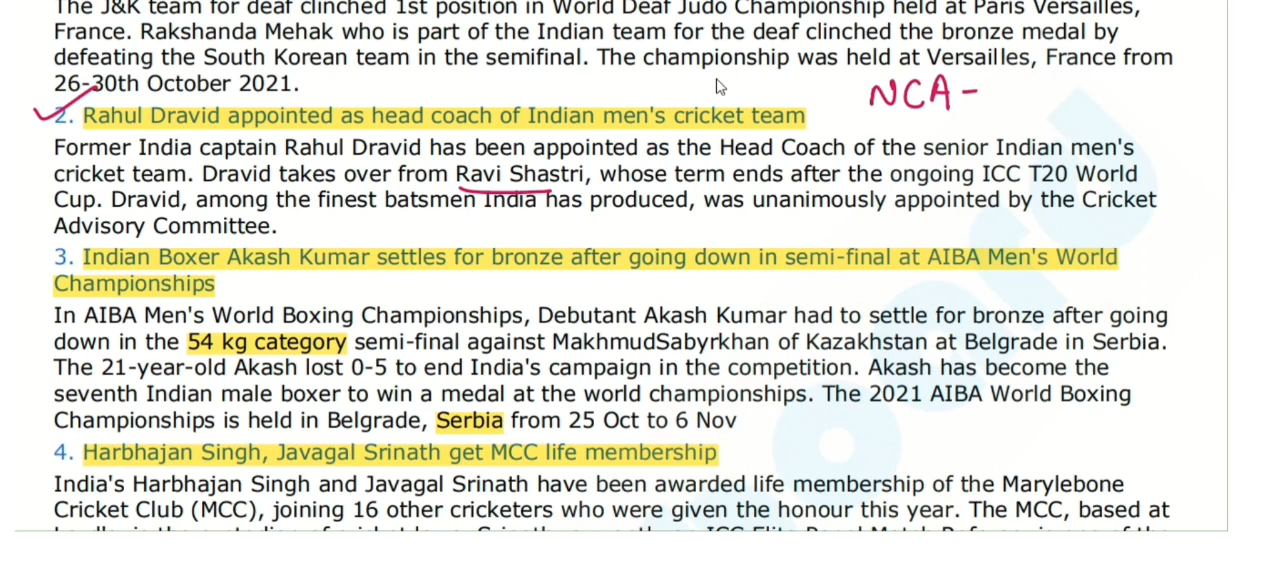 The J&K team for deaf clinched 1st position in World Deaf Judo Championship held at Paris Versailles,
France. Rakshanda Mehak who is part of the Indian team for the deaf clinched the bronze medal by
defeating the South Korean team in the semifinal. The championship was held at Versailles, France from
26-30th October 2021.
NCA-
2. Rahul Dravid appointed as head coach of Indian men's cricket team
Former India captain Rahul Dravid has been appointed as the Head Coach of the senior Indian men's
cricket team. Dravid takes over from Ravi Shastri, whose term ends after the ongoing ICC T20 World
Cup. Dravid, among the finest batsmen India has produced, was unanimously appointed by the Cricket
Advisory Committee.
3. Indian Boxer Akash Kumar settles for bronze after going down in semi-final at AIBA Men's World
Championships
In AIBA Men's World Boxing Championships, Debutant Akash Kumar had to settle for bronze after going
down in the 54 kg category semi-final against MakhmudSabyrkhan of Kazakhstan at Belgrade in Serbia.
The 21-year-old Akash lost 0-5 to end India's campaign in the competition. Akash has become the
seventh Indian male boxer to win a medal at the world championships. The 2021 AIBA World Boxing
Championships is held in Belgrade, Serbia from 25 Oct to 6 Nov
4. Harbhajan Singh, Javagal Srinath get MCC life membership
India's Harbhajan Singh and Javagal Srinath have been awarded life membership of the Marylebone
Cricket Club (MCC), joining 16 other cricketers who were given the honour this year. The MCC, based at